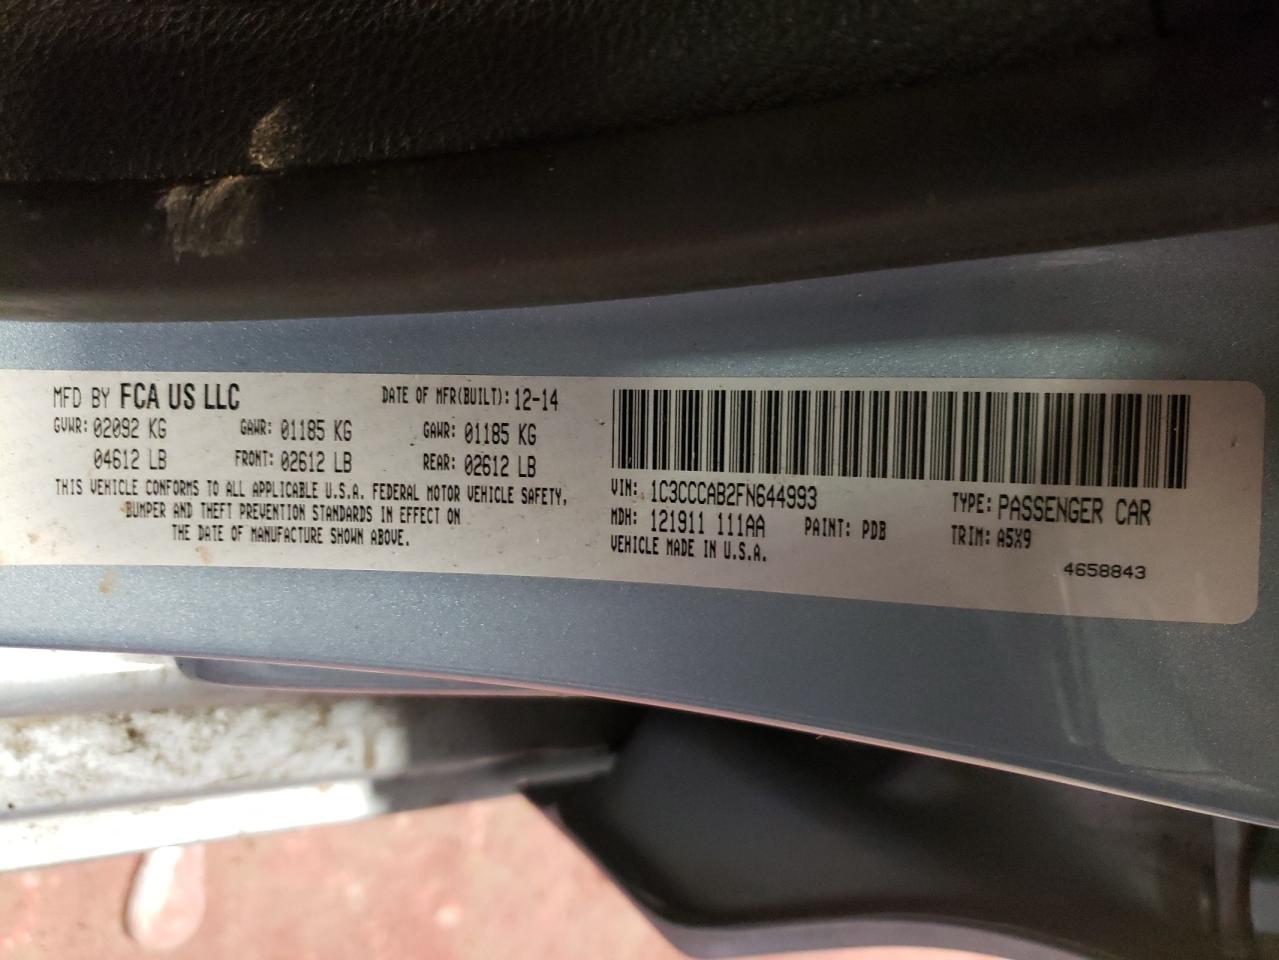 MFD BY FCA US LLC DATE OF MFR(BUILT): 12-14
GVWR: 02092 KG GAWR: 01185 KG GAWR: 01185 KG
04612 LB FRONT: 02612 LB REAR: 02612 LB
THIS VEHICLE CONFORMS TO ALL APPLICABLE U.S.A. FEDERAL MOTOR VEHICLE SAFETY,
BUMPER AND THEFT PREVENTION STANDARDS IN EFFECT ON
THE DATE OF MANUFACTURE SHOWN ABOVE.
VIN: 1C3CCCAB2FN644993 TYPE: PASSENGER CAR
MDH: 121911 111AA PAINT: PDB TRIM: A5X9
VEHICLE MADE IN U.S.A.
4658843